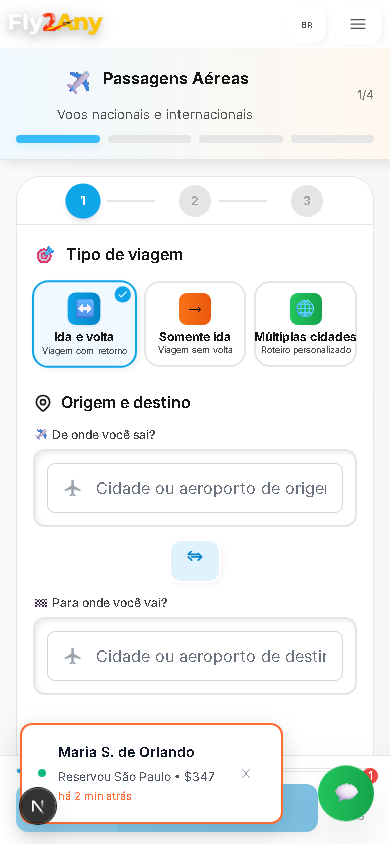 Fly2Any
BR
Passagens Aéreas
Voos nacionais e internacionais
1/4
1
2
3
Tipo de viagem
Ida e volta
Viagem com retorno
Somente ida
Viagem sem volta
Múltiplas cidades
Roteiro personalizado
Origem e destino
De onde você sai?
Cidade ou aeroporto de origem
Para onde você vai?
Cidade ou aeroporto de destin
Maria S. de Orlando
Reservou São Paulo • $347
há 2 min atrás
N
1